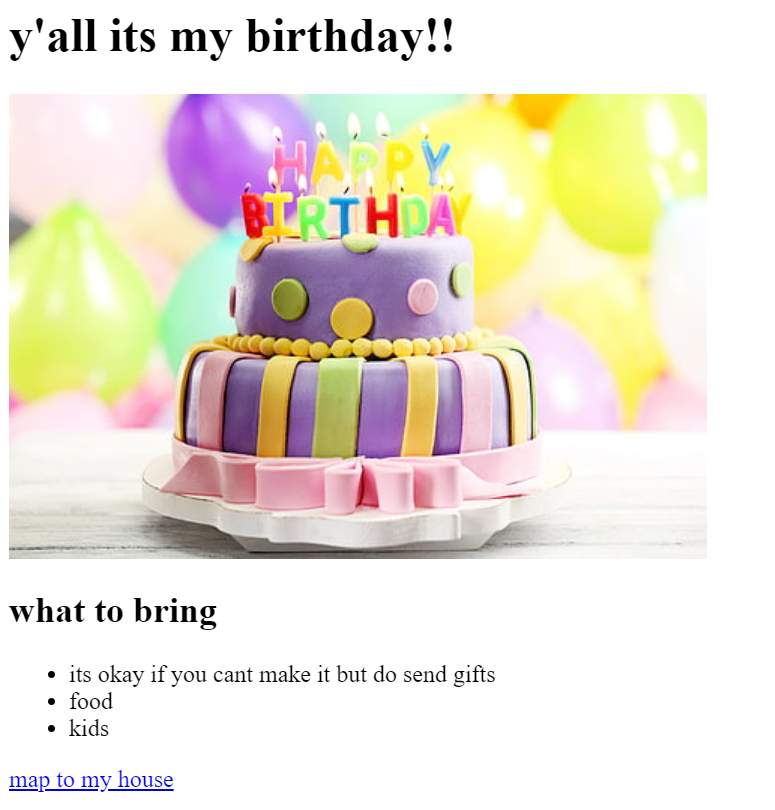 y'all its my birthday!!
HAPPY
BIRTHDAY
what to bring
its okay if you cant make it but do send gifts
food
kids
map to my house